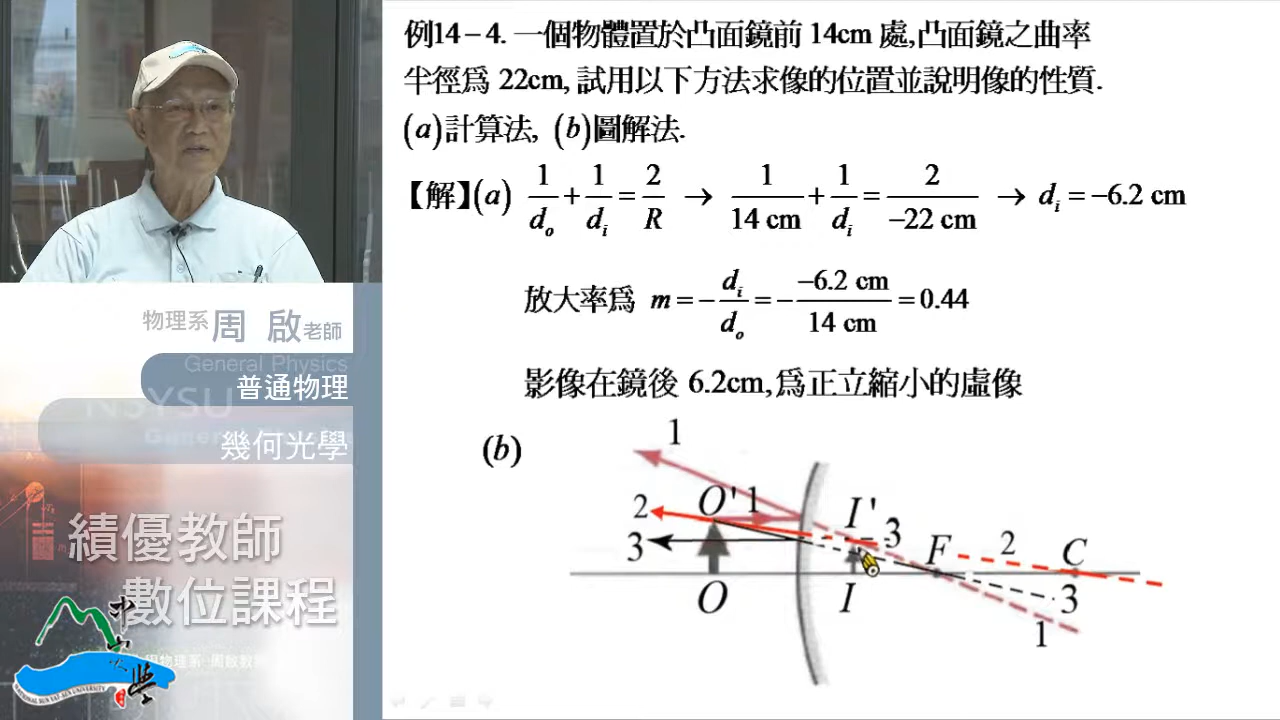 例14－4. 一個物體置於凸面鏡前 14cm 處,凸面鏡之曲率
半徑爲 22cm, 試用以下方法求像的位置並說明像的性質.
(a)計算法, (b)圖解法.
【解】(a) 1/d_o + 1/d_i = 2/R → 1/14 cm + 1/d_i = 2/−22 cm → d_i = −6.2 cm
放大率爲 m = − d_i/d_o = − −6.2 cm/14 cm = 0.44
影像在鏡後 6.2cm, 爲正立縮小的虛像
(b)
1
2 O' 1 I' 3 F 2 C
3
O I 3
1
物理系 周 啟 老師
General Physics
普通物理
NSYSU
幾何光學
績優教師
數位課程